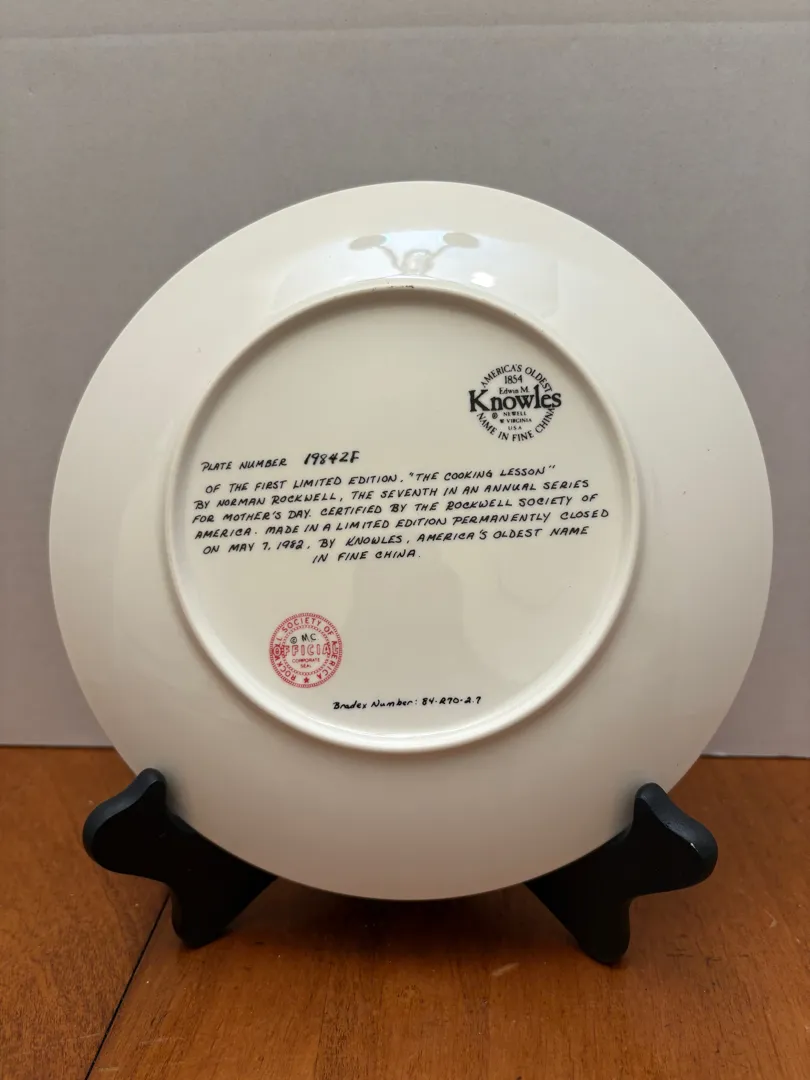 AMERICA'S OLDEST
1854
Edwin M.
Knowles
© NEWELL
W VIRGINIA
U S A
NAME IN FINE CHINA
PLATE NUMBER 19842F
OF THE FIRST LIMITED EDITION. "THE COOKING LESSON"
BY NORMAN ROCKWELL, THE SEVENTH IN AN ANNUAL SERIES
FOR MOTHER'S DAY. CERTIFIED BY THE ROCKWELL SOCIETY OF
AMERICA. MADE IN A LIMITED EDITION PERMANENTLY CLOSED
ON MAY 7, 1982, BY KNOWLES, AMERICA'S OLDEST NAME
IN FINE CHINA.
ROCKWELL SOCIETY OF AMERICA
© MC
OFFICIAL
CORPORATE
SEAL
Bradex Number: 84-R70-2.7